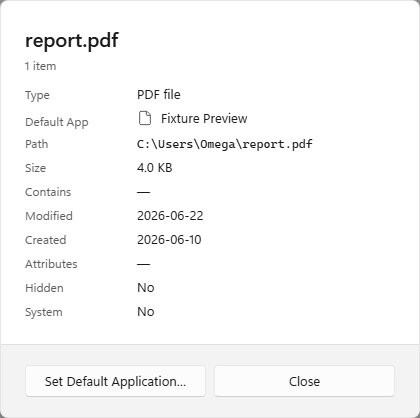 report.pdf
1 item
Type PDF file
Default App Fixture Preview
Path C:\Users\Omega\report.pdf
Size 4.0 KB
Contains —
Modified 2026-06-22
Created 2026-06-10
Attributes —
Hidden No
System No
Set Default Application... Close